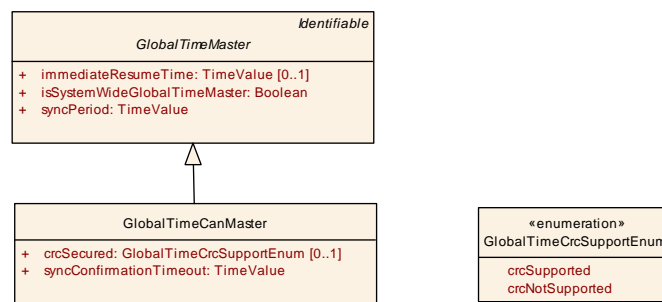 Identifiable
GlobalTimeMaster
+ immediateResumeTime: TimeValue [0..1]
+ isSystemWideGlobalTimeMaster: Boolean
+ syncPeriod: TimeValue
GlobalTimeCanMaster
+ crcSecured: GlobalTimeCrcSupportEnum [0..1]
+ syncConfirmationTimeout: TimeValue
«enumeration»
GlobalTimeCrcSupportEnum
crcSupported
crcNotSupported